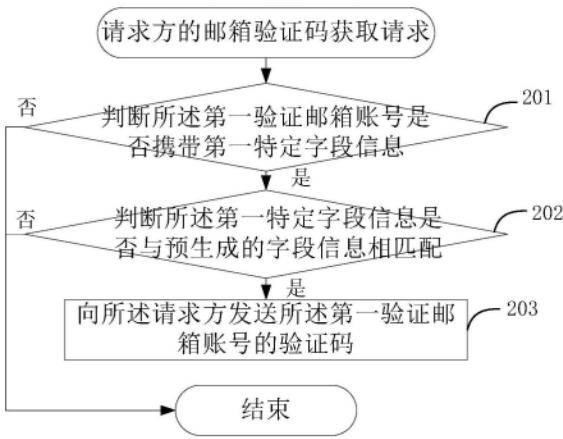 请求方的邮箱验证码获取请求
否
201
判断所述第一验证邮箱账号是
否携带第一特定字段信息
是
否
202
判断所述第一特定字段信息是
否与预生成的字段信息相匹配
是
向所述请求方发送所述第一验证邮
203
箱账号的验证码
结束